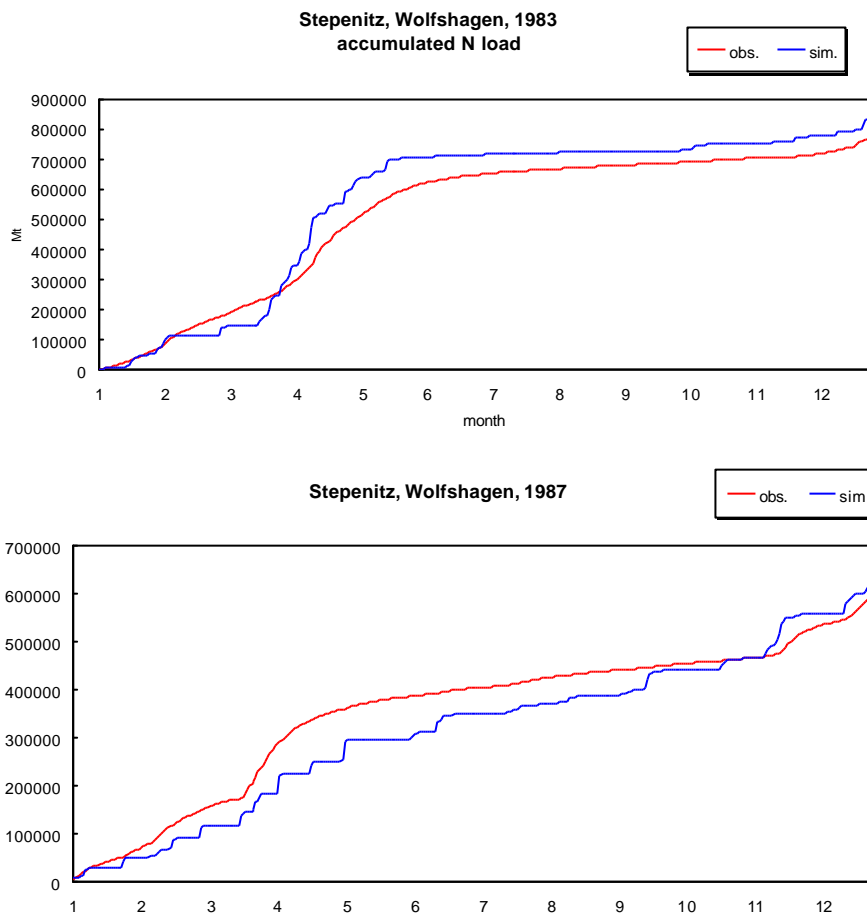 Stepenitz, Wolfshagen, 1983
accumulated N load
obs. sim.
900000
800000
700000
600000
500000
400000
300000
200000
100000
0
Mt
1 2 3 4 5 6 7 8 9 10 11 12
month
Stepenitz, Wolfshagen, 1987
obs. sim
700000
600000
500000
400000
300000
200000
100000
0
1 2 3 4 5 6 7 8 9 10 11 12